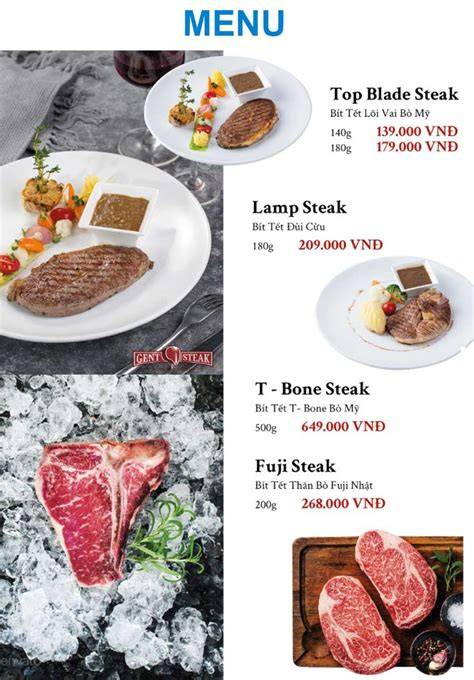 MENU
Top Blade Steak
Bít Tết Lõi Vai Bò Mỹ
140g 139.000 VNĐ
180g 179.000 VNĐ
Lamp Steak
Bít Tết Đùi Cừu
180g 209.000 VNĐ
GENT STEAK
T - Bone Steak
Bít Tết T- Bone Bò Mỹ
500g 649.000 VNĐ
Fuji Steak
Bít Tết Thăn Bò Fuji Nhật
200g 268.000 VNĐ
envato